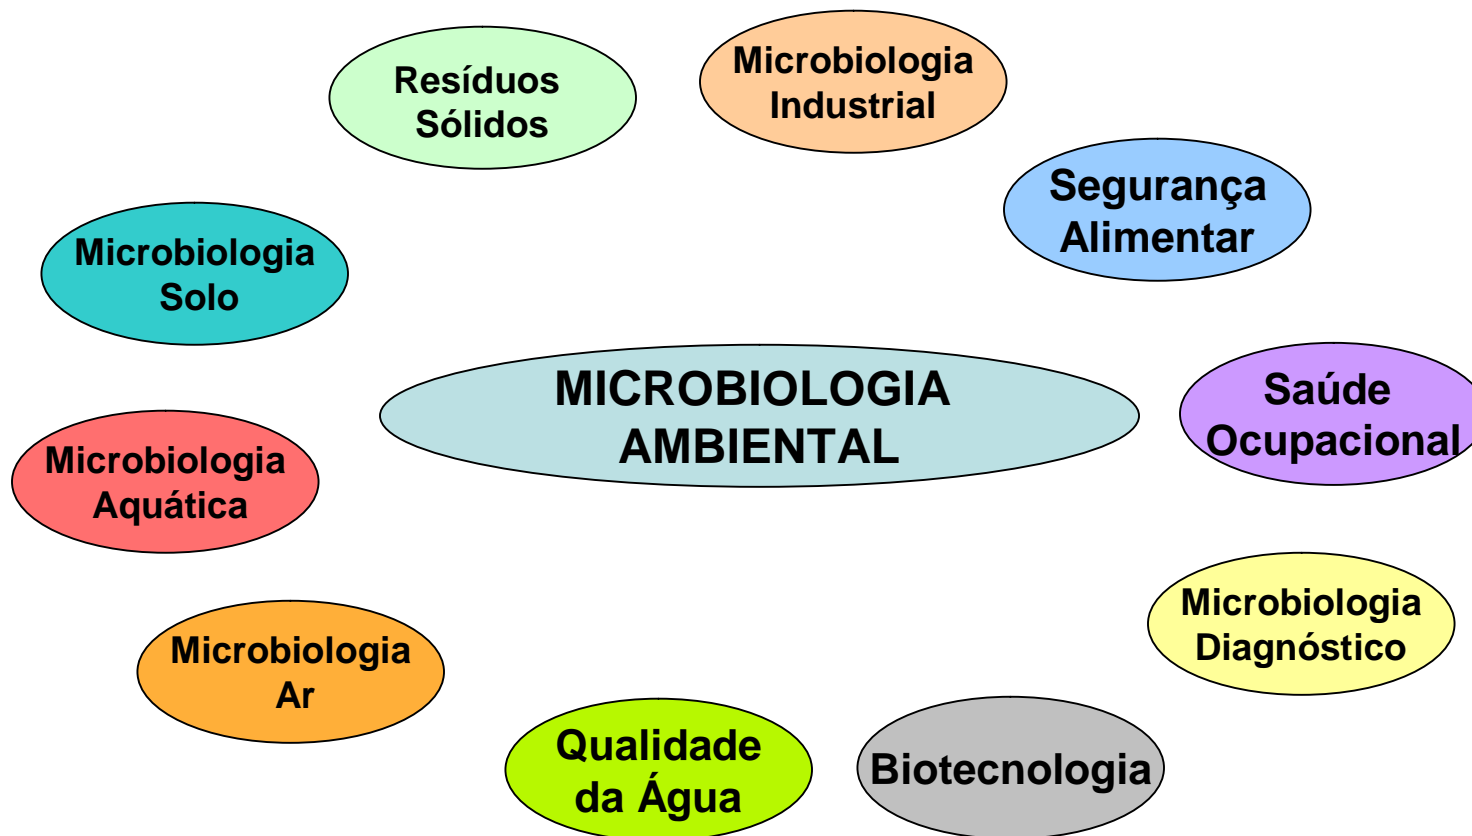 Resíduos
Sólidos
Microbiologia
Industrial
Segurança
Alimentar
Microbiologia
Solo
MICROBIOLOGIA
AMBIENTAL
Saúde
Ocupacional
Microbiologia
Aquática
Microbiologia
Diagnóstico
Microbiologia
Ar
Qualidade
da Água
Biotecnologia